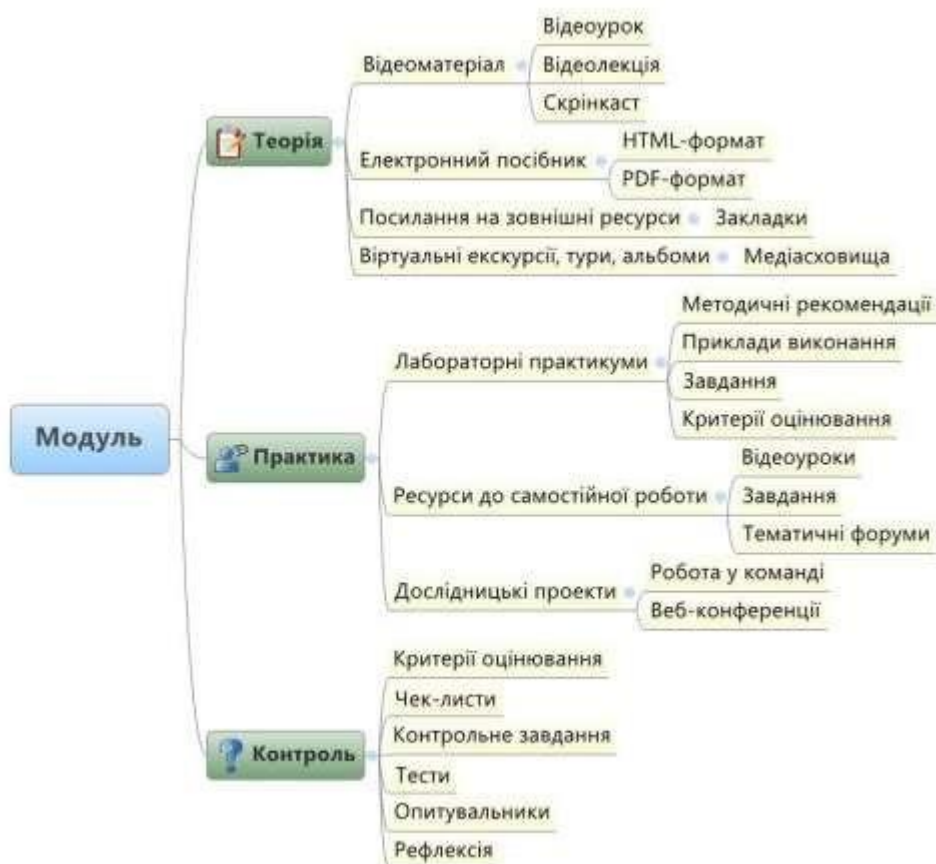 Модуль
Теорія
Відеоматеріал
Відеоурок
Відеолекція
Скрінкаст
Електронний посібник
HTML-формат
PDF-формат
Посилання на зовнішні ресурси
Закладки
Віртуальні екскурсії, тури, альбоми
Медіасховища
Практика
Лабораторні практикуми
Методичні рекомендації
Приклади виконання
Завдання
Критерії оцінювання
Ресурси до самостійної роботи
Відеоуроки
Завдання
Тематичні форуми
Дослідницькі проекти
Робота у команді
Веб-конференції
Контроль
Критерії оцінювання
Чек-листи
Контрольне завдання
Тести
Опитувальники
Рефлексія